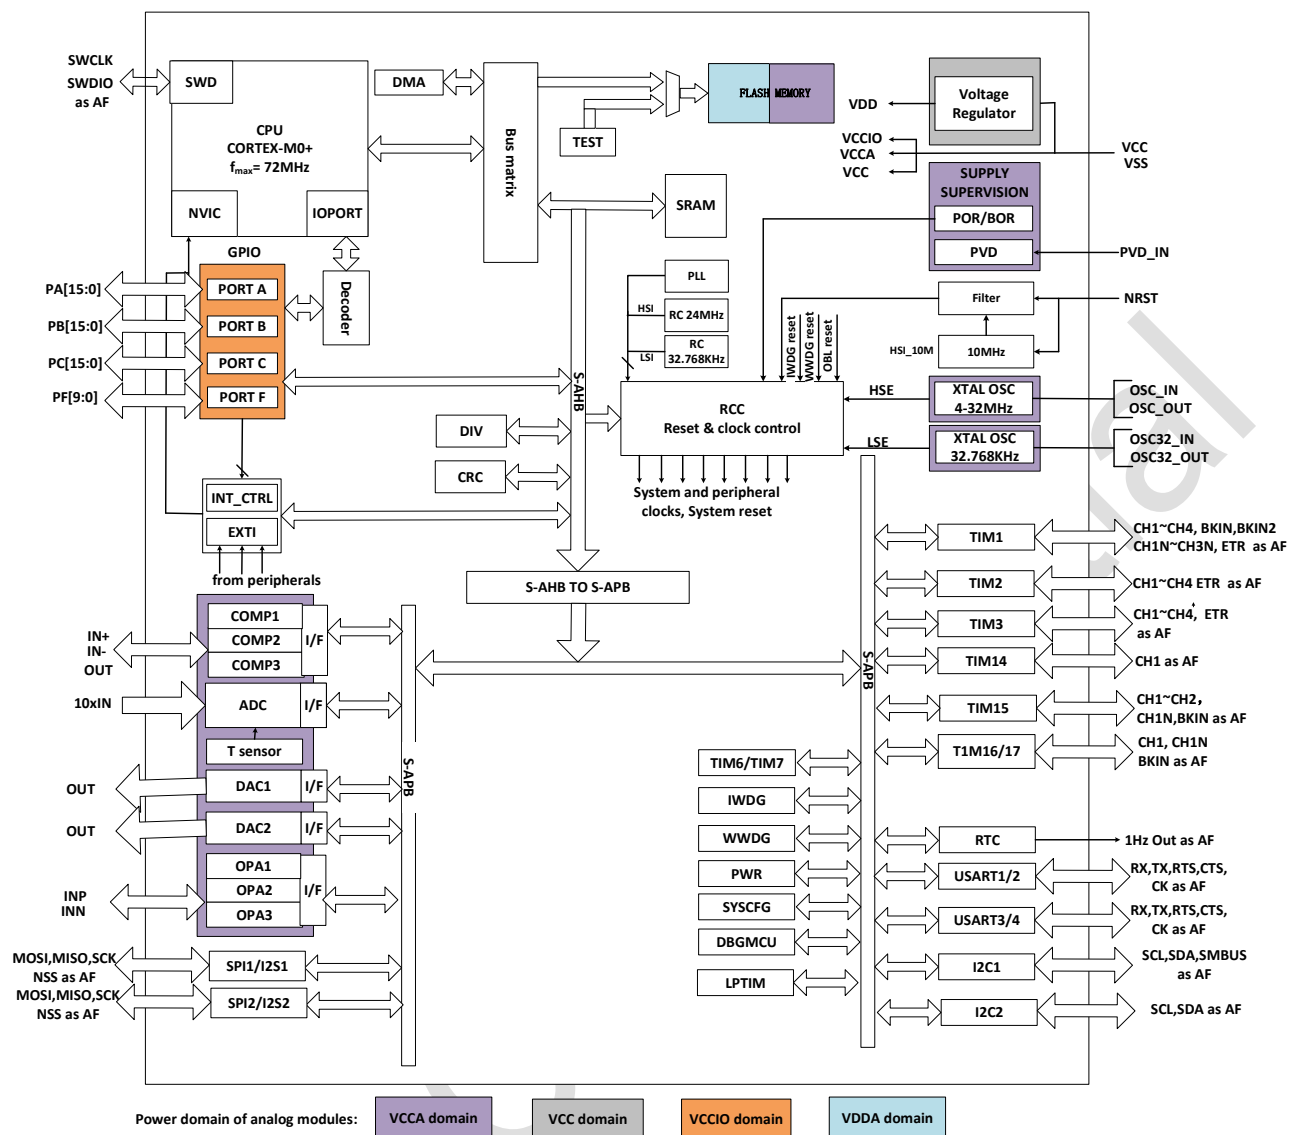 SWCLK
SWDIO
as AF
SWD
CPU
CORTEX-M0+
fmax= 72MHz
NVIC
IOPORT
DMA
Bus matrix
TEST
FLASH MEMORY
SRAM
VDD
VCCIO
VCCA
VCC
Voltage
Regulator
VCC
VSS
SUPPLY
SUPERVISION
POR/BOR
PVD
PVD_IN
GPIO
PORT A
PORT B
PORT C
PORT F
PA[15:0]
PB[15:0]
PC[15:0]
PF[9:0]
Decoder
PLL
HSI
RC 24MHz
LSI
RC
32.768KHz
IWDG reset
WWDG reset
OBL reset
Filter
NRST
HSI_10M
10MHz
S-AHB
RCC
Reset & clock control
HSE
XTAL OSC
4-32MHz
OSC_IN
OSC_OUT
LSE
XTAL OSC
32.768KHz
OSC32_IN
OSC32_OUT
DIV
CRC
System and peripheral
clocks, System reset
INT_CTRL
EXTI
from peripherals
S-AHB TO S-APB
COMP1
COMP2
COMP3
I/F
IN+
IN-
OUT
10xIN
ADC
I/F
T sensor
OUT
DAC1
I/F
OUT
DAC2
I/F
OPA1
OPA2
OPA3
I/F
INP
INN
MOSI,MISO,SCK
NSS as AF
SPI1/I2S1
MOSI,MISO,SCK
NSS as AF
SPI2/I2S2
S-APB
S-APB
TIM1
CH1~CH4, BKIN,BKIN2
CH1N~CH3N, ETR as AF
TIM2
CH1~CH4 ETR as AF
TIM3
CH1~CH4, ETR
as AF
TIM14
CH1 as AF
TIM15
CH1~CH2,
CH1N,BKIN as AF
T1M16/17
CH1, CH1N
BKIN as AF
TIM6/TIM7
IWDG
WWDG
PWR
SYSCFG
DBGMCU
LPTIM
RTC
1Hz Out as AF
USART1/2
RX,TX,RTS,CTS,
CK as AF
USART3/4
RX,TX,RTS,CTS,
CK as AF
I2C1
SCL,SDA,SMBUS
as AF
I2C2
SCL,SDA as AF
Power domain of analog modules:
VCCA domain
VCC domain
VCCIO domain
VDDA domain